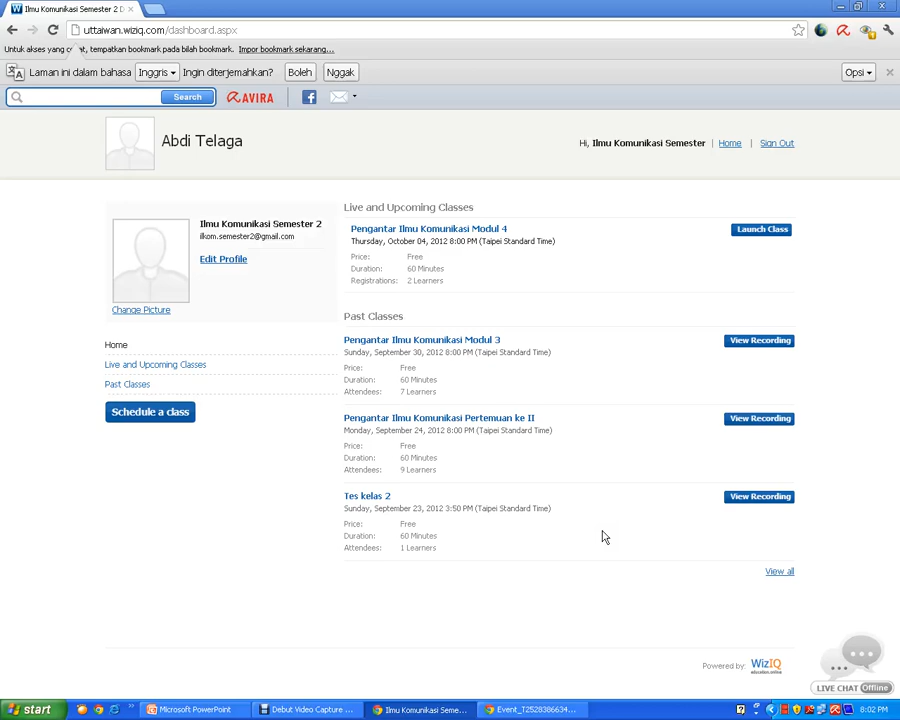 Ilmu Komunikasi Semester 2 D
uttaiwan.wiziq.com/dashboard.aspx
Untuk akses yang cepat, tempatkan bookmark pada bilah bookmark. Impor bookmark sekarang...
Laman ini dalam bahasa Inggris Ingin diterjemahkan? Boleh Nggak Opsi
Search AVIRA
Abdi Telaga
Hi, Ilmu Komunikasi Semester | Home | Sign Out
Ilmu Komunikasi Semester 2
ilkom.semester2@gmail.com
Edit Profile
Change Picture
Home
Live and Upcoming Classes
Past Classes
Schedule a class
Live and Upcoming Classes
Pengantar Ilmu Komunikasi Modul 4 Launch Class
Thursday, October 04, 2012 8:00 PM (Taipei Standard Time)
Price: Free
Duration: 60 Minutes
Registrations: 2 Learners
Past Classes
Pengantar Ilmu Komunikasi Modul 3 View Recording
Sunday, September 30, 2012 8:00 PM (Taipei Standard Time)
Price: Free
Duration: 60 Minutes
Attendees: 7 Learners
Pengantar Ilmu Komunikasi Pertemuan ke II View Recording
Monday, September 24, 2012 8:00 PM (Taipei Standard Time)
Price: Free
Duration: 60 Minutes
Attendees: 9 Learners
Tes kelas 2 View Recording
Sunday, September 23, 2012 3:50 PM (Taipei Standard Time)
Price: Free
Duration: 60 Minutes
Attendees: 1 Learners
View all
Powered by: WizIQ
education.online
LIVE CHAT Offline
start Microsoft PowerPoint Debut Video Capture ... Ilmu Komunikasi Seme... Event_T2528386634... 8:02 PM